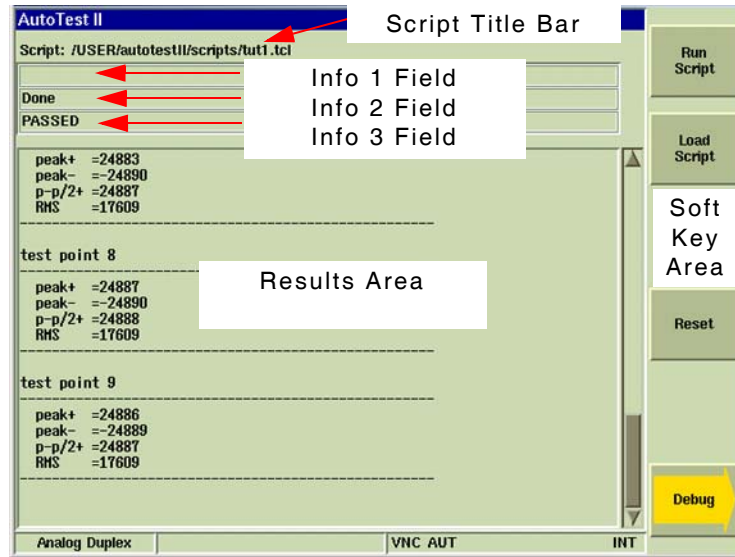 AutoTest II
Script Title Bar
Script: /USER/autotestII/scripts/tut1.tcl
Info 1 Field
Done
Info 2 Field
PASSED
Info 3 Field
peak+ =24883
peak- =-24890
p-p/2+ =24887
RMS =17609
test point 8
peak+ =24887
peak- =-24890
p-p/2+ =24888
RMS =17609
Results Area
test point 9
peak+ =24886
peak- =-24889
p-p/2+ =24887
RMS =17609
Run
Script
Load
Script
Soft
Key
Area
Reset
Debug
Analog Duplex
VNC AUT
INT